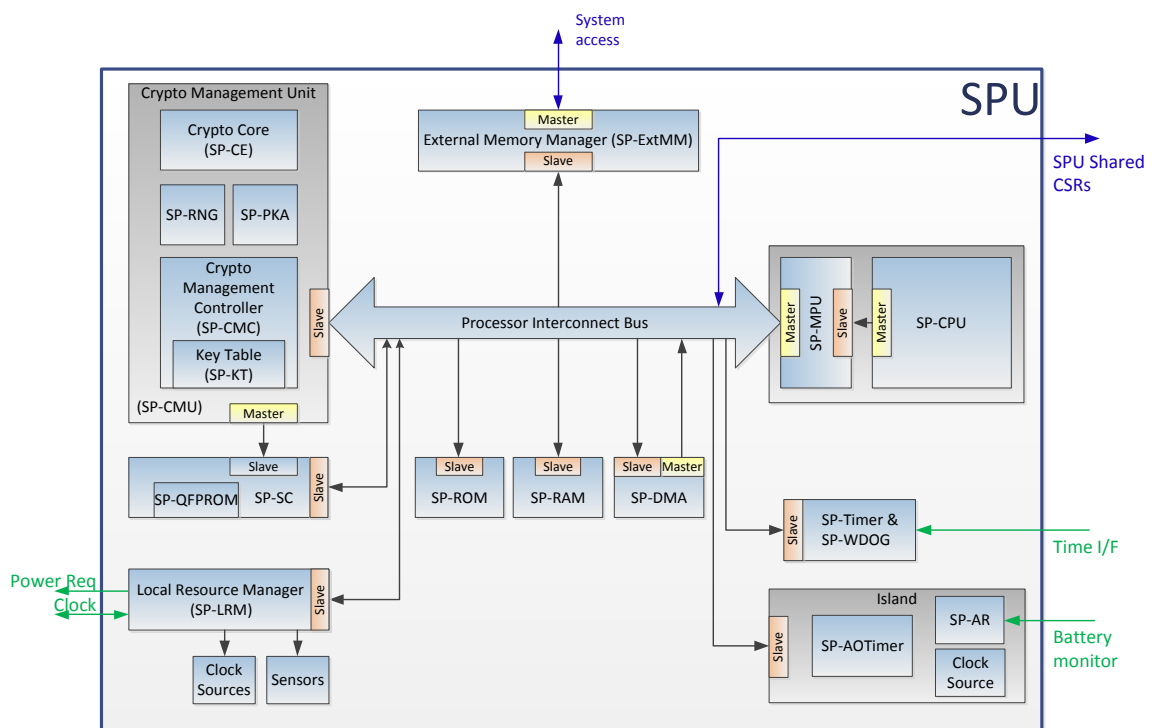 System
access
SPU
Crypto Management Unit
Crypto Core
(SP-CE)
SP-RNG
SP-PKA
Crypto
Management
Controller
(SP-CMC)
Key Table
(SP-KT)
Slave
(SP-CMU)
Master
Master
External Memory Manager (SP-ExtMM)
Slave
SPU Shared
CSRs
Processor Interconnect Bus
Master
SP-MPU
Slave
Master
SP-CPU
Slave
SP-QFPROM
SP-SC
Slave
Slave
SP-ROM
Slave
SP-RAM
Slave
Master
SP-DMA
Slave
SP-Timer &
SP-WDOG
Time I/F
Power Req
Clock
Local Resource Manager
(SP-LRM)
Slave
Clock
Sources
Sensors
Island
Slave
SP-AOTimer
SP-AR
Clock
Source
Battery
monitor